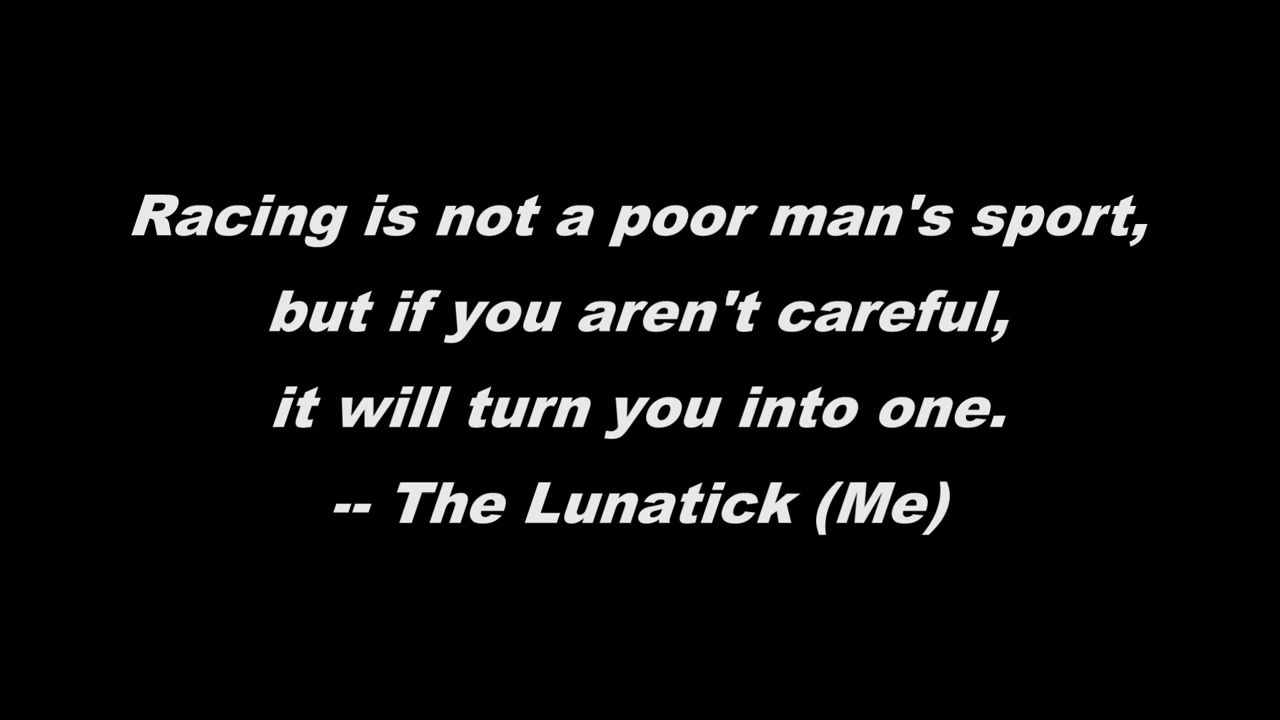 Racing is not a poor man's sport,
but if you aren't careful,
it will turn you into one.
-- The Lunatick (Me)